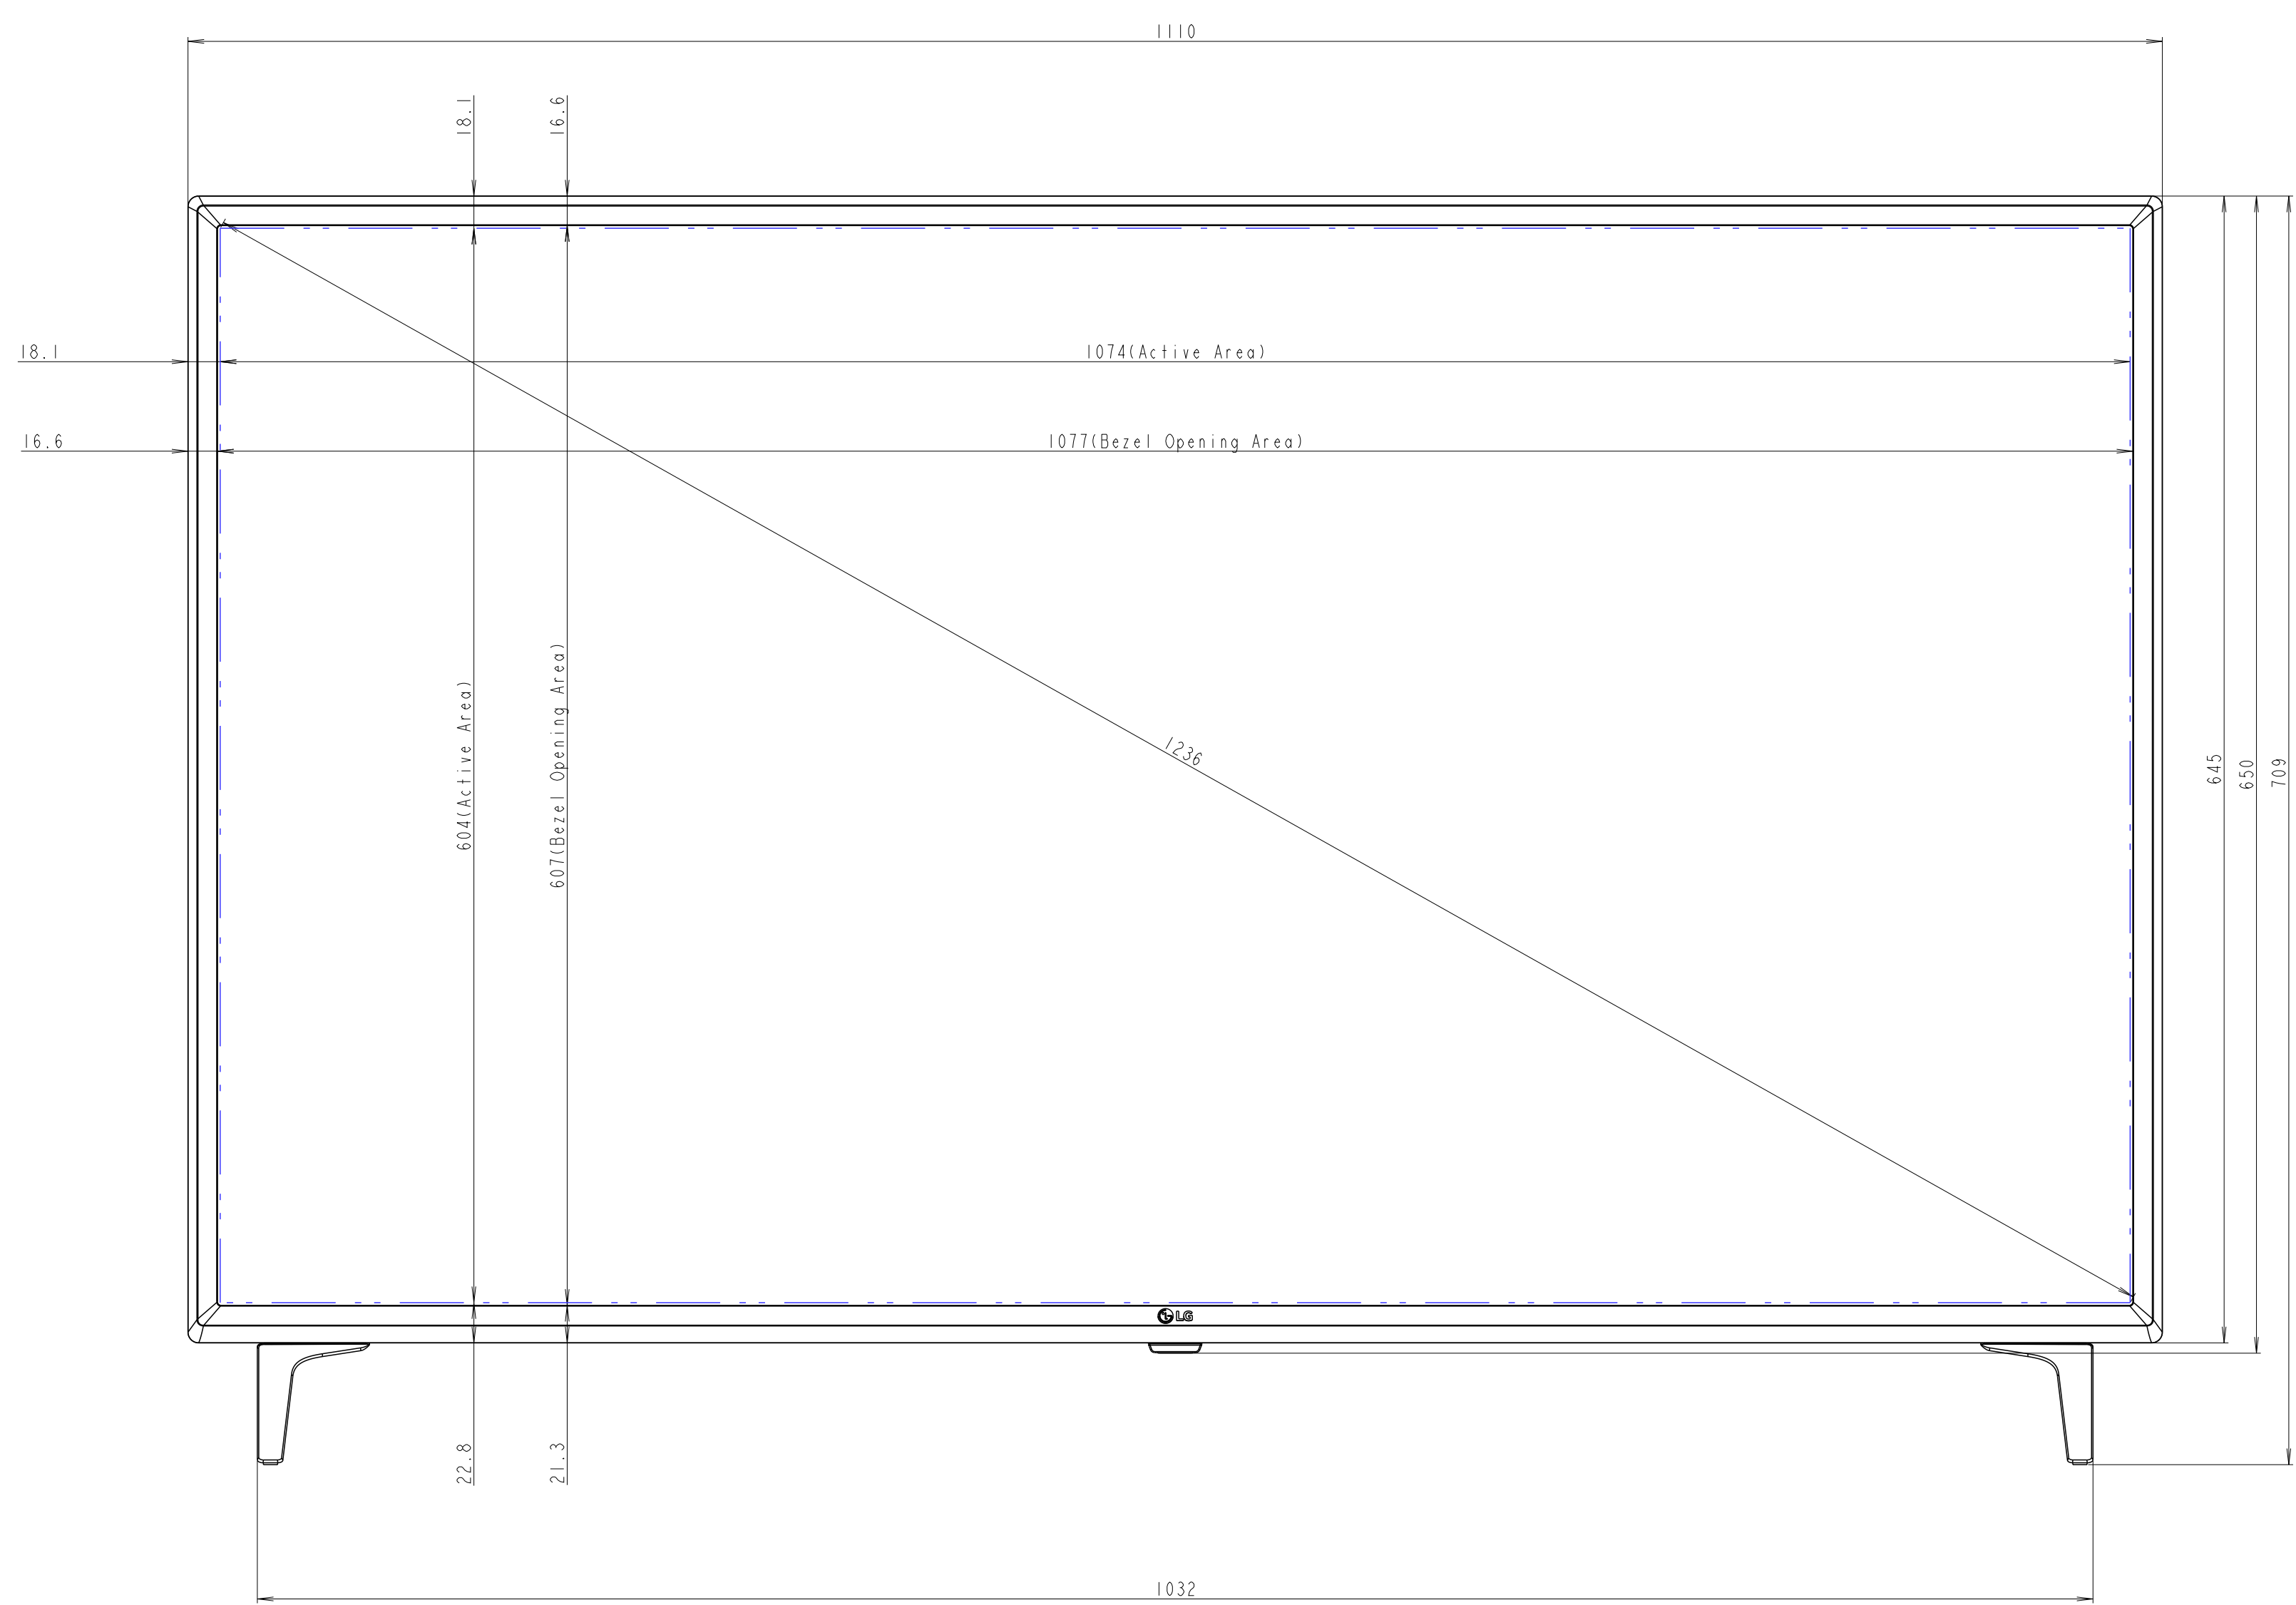 1110
18.1
16.6
18.1
1074(Active Area)
16.6
1077(Bezel Opening Area)
604(Active Area)
607(Bezel Opening Area)
1236
645
650
709
LG
22.8
21.3
1032